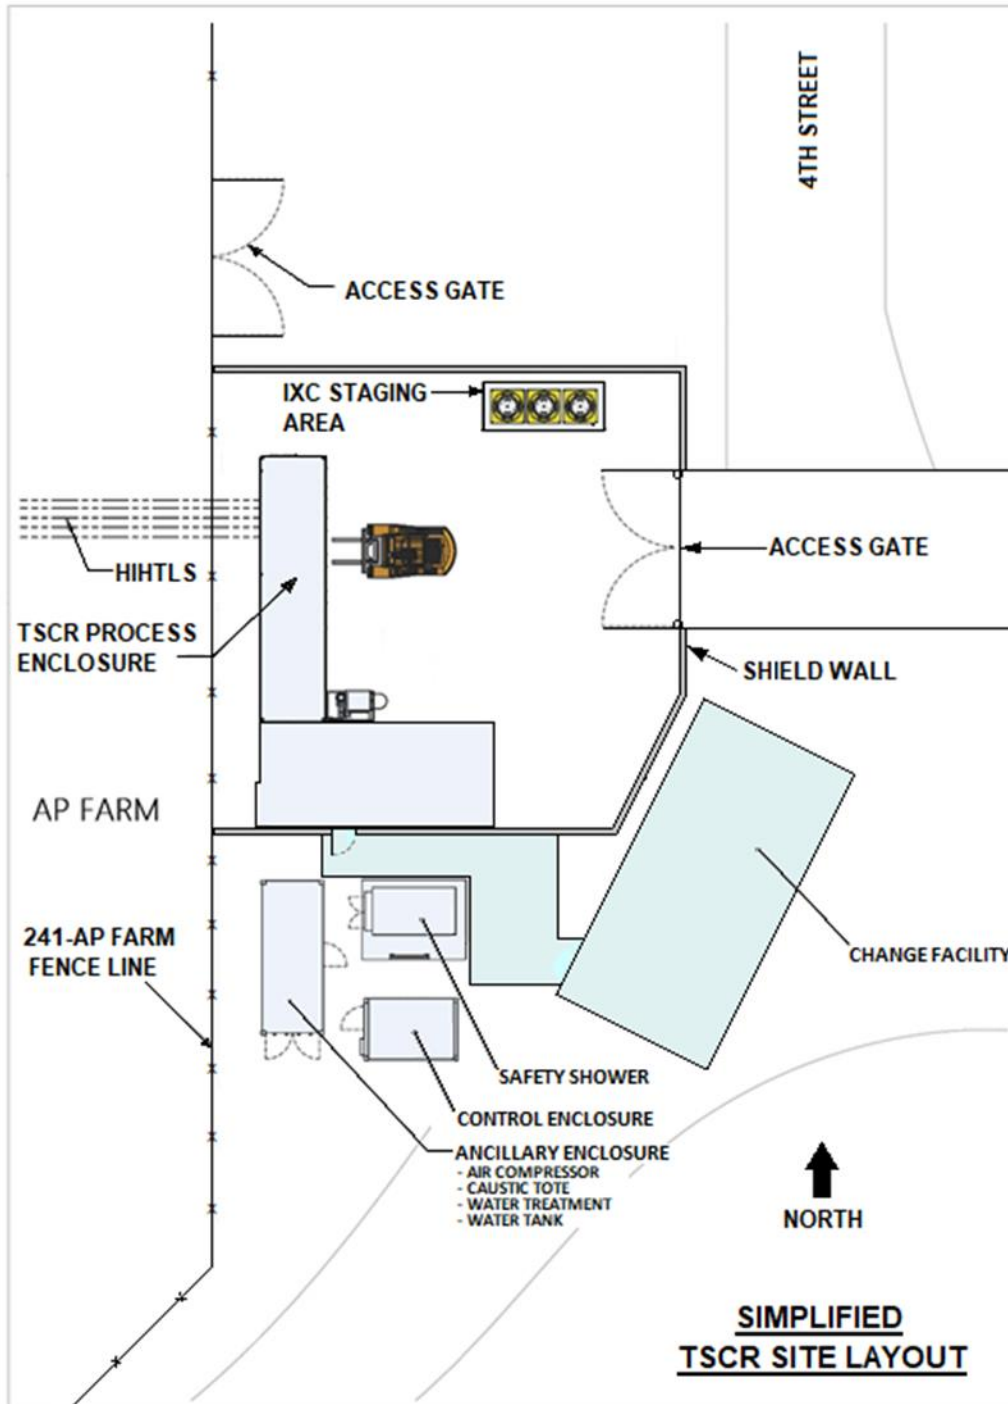 4TH STREET
ACCESS GATE
IXC STAGING
AREA
ACCESS GATE
HIHTLS
TSCR PROCESS
ENCLOSURE
SHIELD WALL
AP FARM
241-AP FARM
FENCE LINE
CHANGE FACILITY
SAFETY SHOWER
CONTROL ENCLOSURE
ANCILLARY ENCLOSURE
- AIR COMPRESSOR
- CAUSTIC TOTE
- WATER TREATMENT
- WATER TANK
NORTH
SIMPLIFIED
TSCR SITE LAYOUT